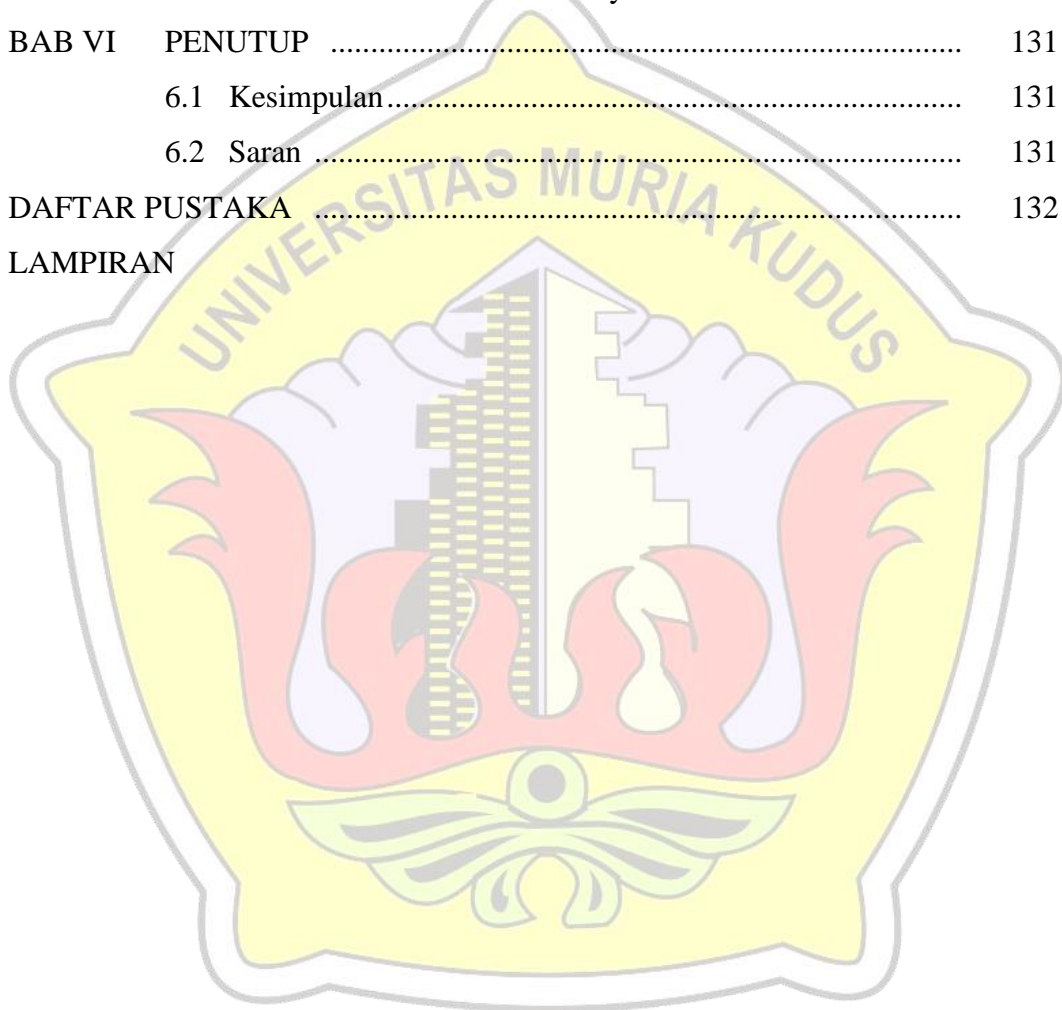 BAB VI PENUTUP ............................................................................... 131
6.1 Kesimpulan........................................................................ 131
6.2 Saran ................................................................................. 131
DAFTAR PUSTAKA ................................................................................. 132
LAMPIRAN
UNIVERSITAS MURIA KUDUS